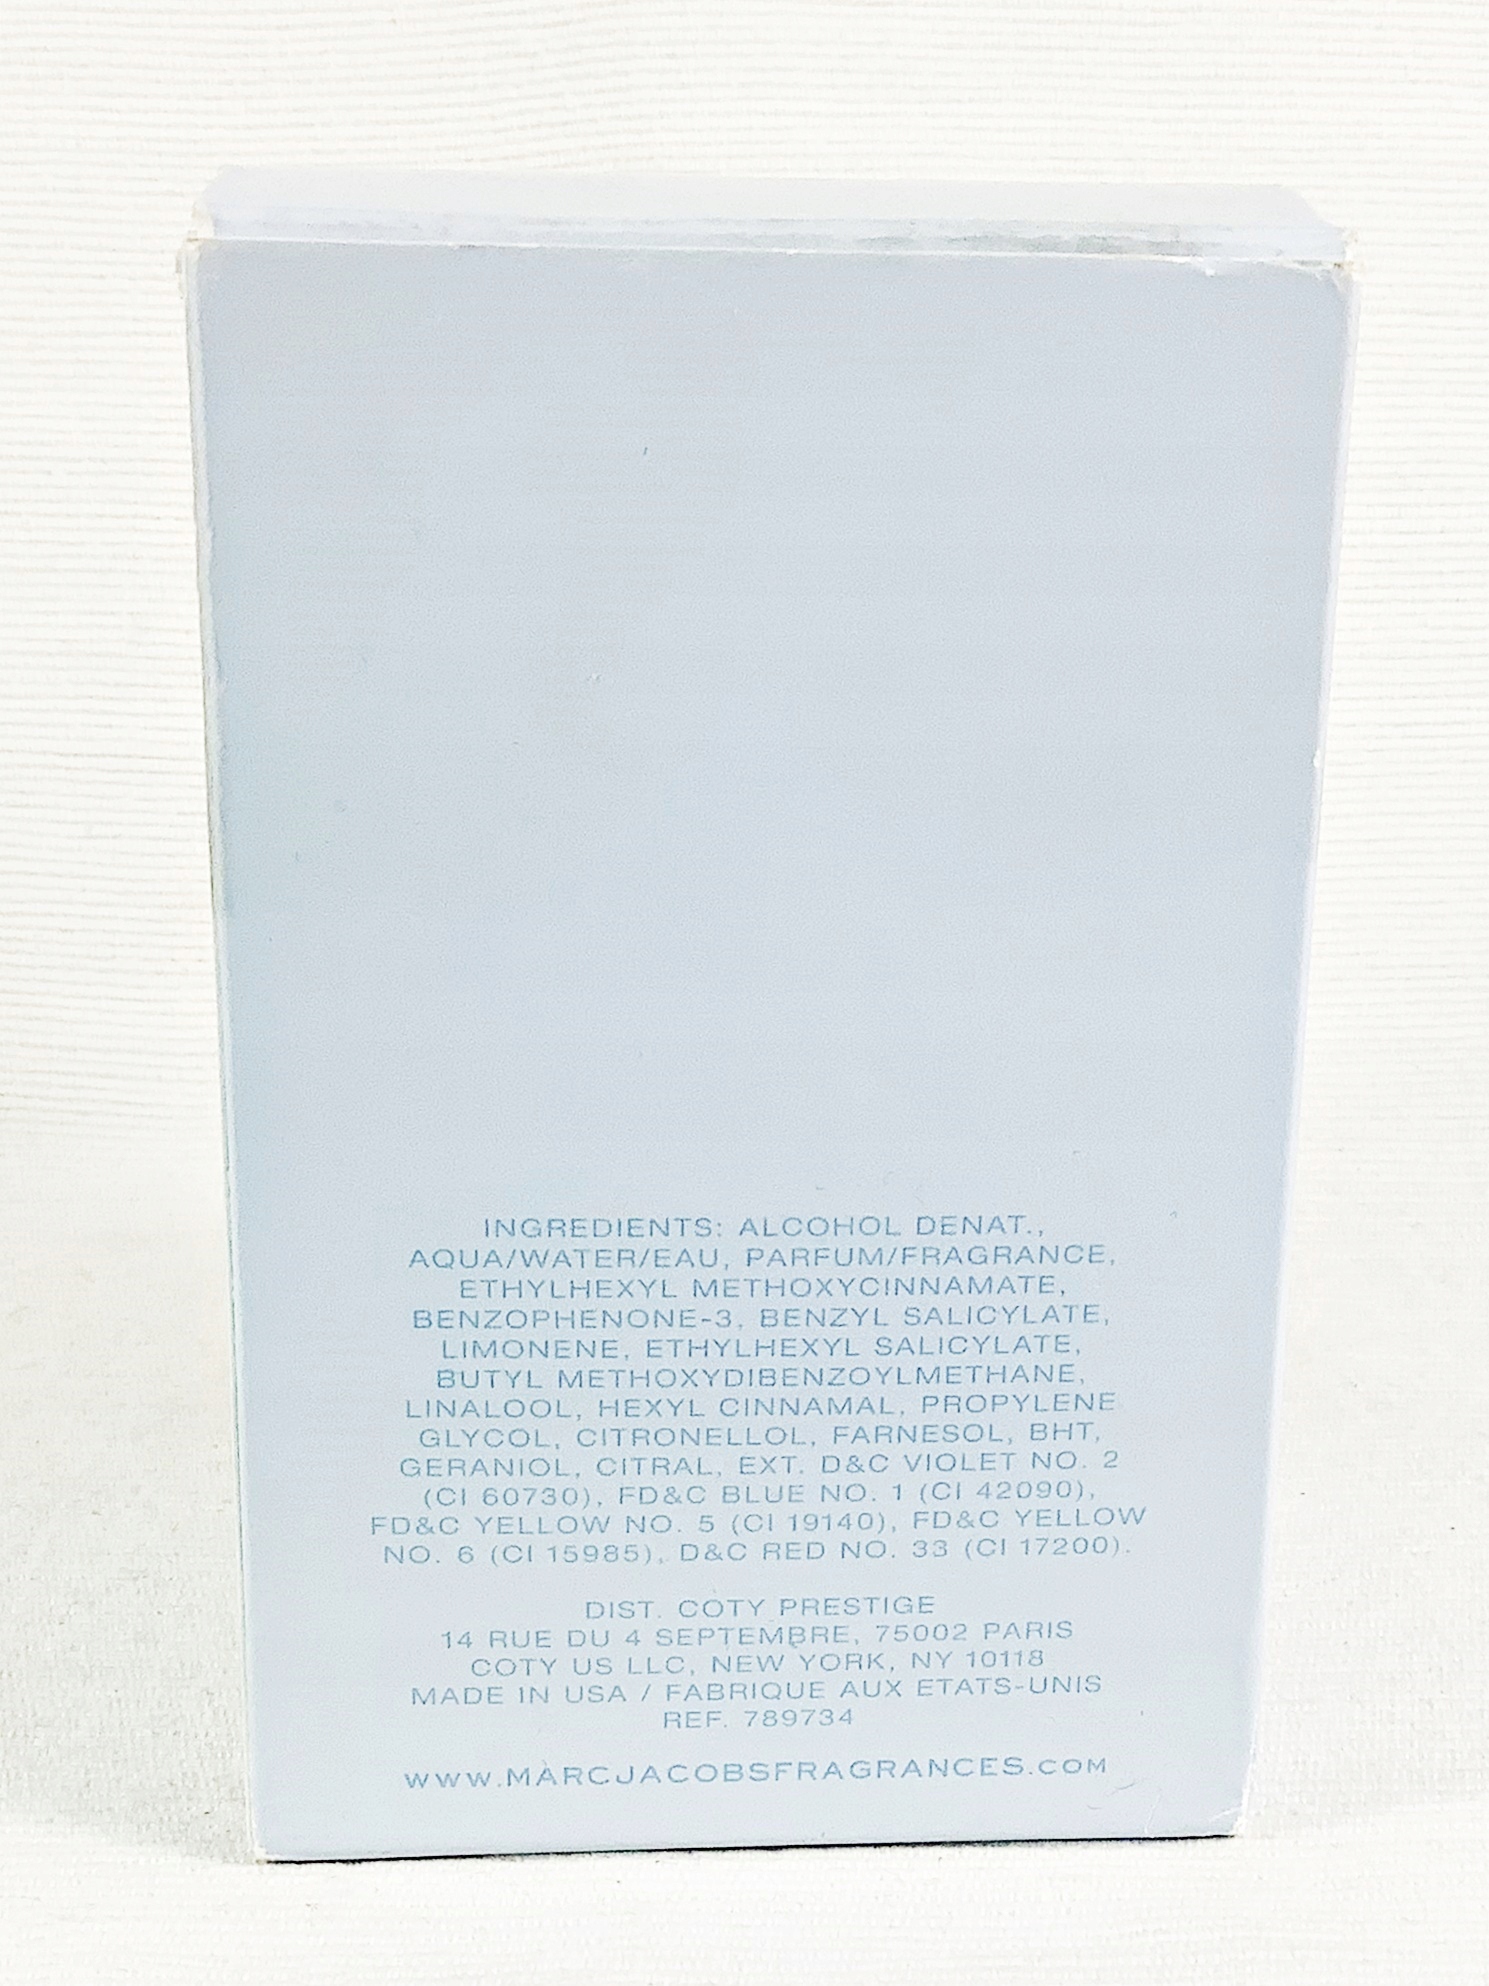 INGREDIENTS: ALCOHOL DENAT.,
AQUA/WATER/EAU, PARFUM/FRAGRANCE,
ETHYLHEXYL METHOXYCINNAMATE,
BENZOPHENONE-3, BENZYL SALICYLATE,
LIMONENE, ETHYLHEXYL SALICYLATE,
BUTYL METHOXYDIBENZOYLMETHANE,
LINALOOL, HEXYL CINNAMAL, PROPYLENE
GLYCOL, CITRONELLOL, FARNESOL, BHT,
GERANIOL, CITRAL, EXT. D&C VIOLET NO. 2
(CI 60730), FD&C BLUE NO. 1 (CI 42090),
FD&C YELLOW NO. 5 (CI 19140), FD&C YELLOW
NO. 6 (CI 15985), D&C RED NO. 33 (CI 17200).
DIST. COTY PRESTIGE
14 RUE DU 4 SEPTEMBRE, 75002 PARIS
COTY US LLC, NEW YORK, NY 10118
MADE IN USA / FABRIQUE AUX ETATS-UNIS
REF. 789734
WWW.MARCJACOBSFRAGRANCES.COM